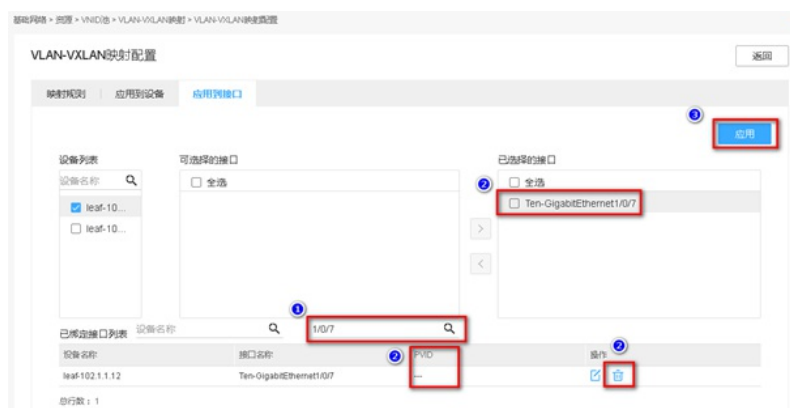 基础网络 > 资源 > VNID池 > VLAN-VXLAN映射 > VLAN-VXLAN映射配置
VLAN-VXLAN映射配置
返回
映射规则 应用到设备 应用到接口
3
应用
设备列表 可选择的接口 已选择的接口
设备名称 全选 2 全选
leaf-10... Ten-GigabitEthernet1/0/7
leaf-10...
>
<
1
已绑定接口列表 设备名称 1/0/7
设备名称 接口名称 2 PVID 操作 2
leaf-102.1.1.12 Ten-GigabitEthernet1/0/7 ---
总行数：1